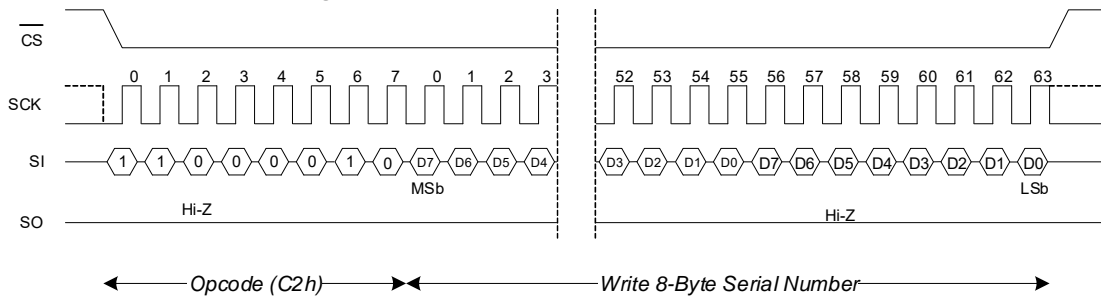 CS
0 1 2 3 4 5 6 7 0 1 2 3 52 53 54 55 56 57 58 59 60 61 62 63
SCK
SI 1 1 0 0 0 0 1 0 D7 D6 D5 D4 D3 D2 D1 D0 D7 D6 D5 D4 D3 D2 D1 D0
MSb LSb
Hi-Z Hi-Z
SO
Opcode (C2h) Write 8-Byte Serial Number